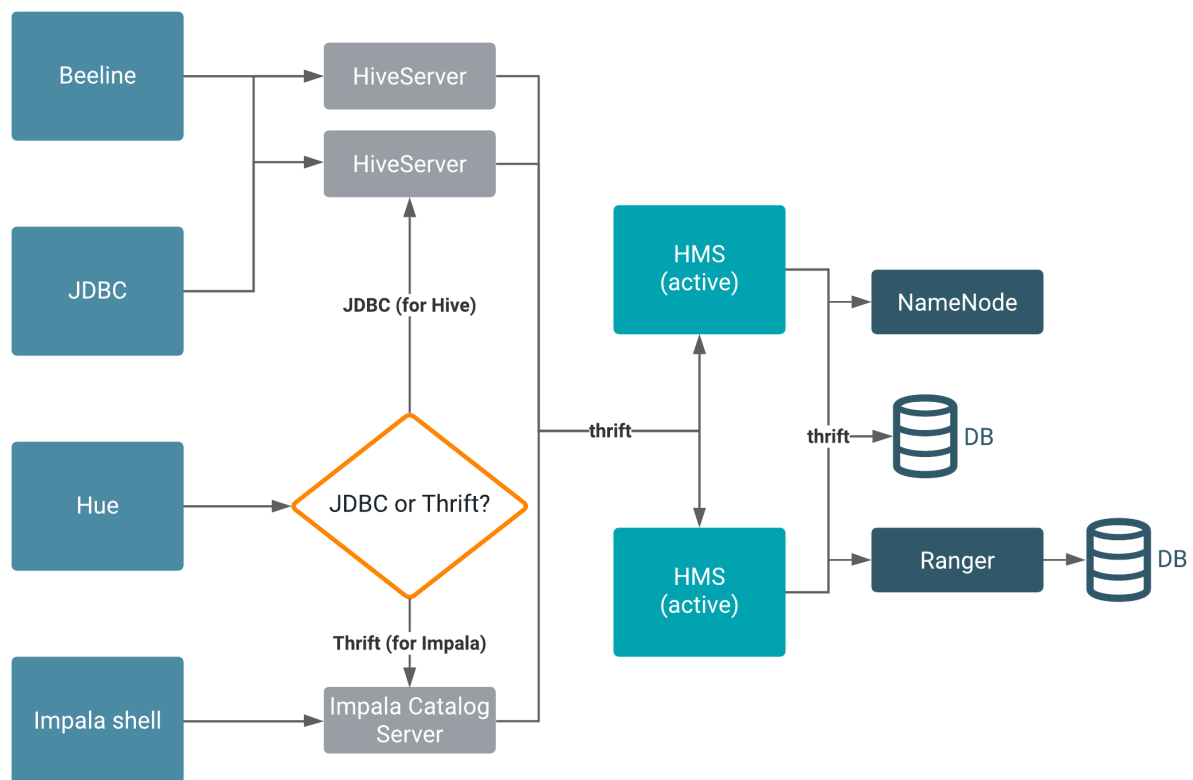 Beeline
HiveServer
HiveServer
JDBC
JDBC (for Hive)
HMS
(active)
NameNode
thrift
thrift
DB
Hue
JDBC or Thrift?
HMS
(active)
Ranger
DB
Thrift (for Impala)
Impala shell
Impala Catalog
Server